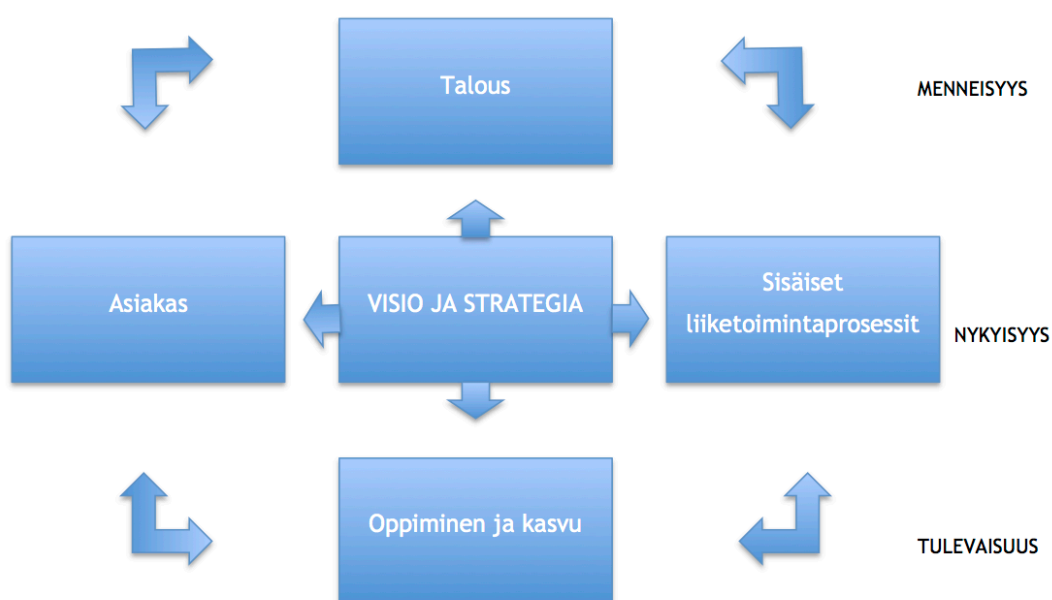 Talous
MENNEISYYS
Asiakas
VISIO JA STRATEGIA
Sisäiset
liiketoimintaprosessit
NYKYISYYS
Oppiminen ja kasvu
TULEVAISUUS